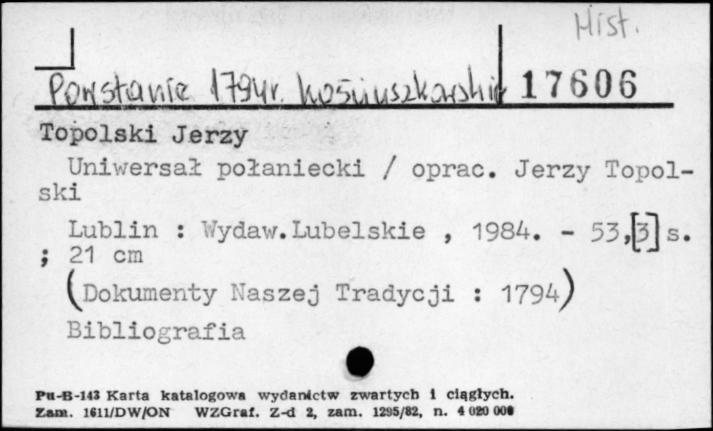 Hist.
Powstanie 1794r. kościuszkowskie 17606
Topolski Jerzy
Uniwersał połaniecki / oprac. Jerzy Topol-
ski
Lublin : Wydaw.Lubelskie , 1984. - 53,[3] s.
; 21 cm
(Dokumenty Naszej Tradycji : 1794)
Bibliografia
Pu-B-143 Karta katalogowa wydawnictw zwartych i ciągłych.
Zam. 1611/DW/ON WZGraf. Z-d 2, zam. 1295/82, n. 4 020 000